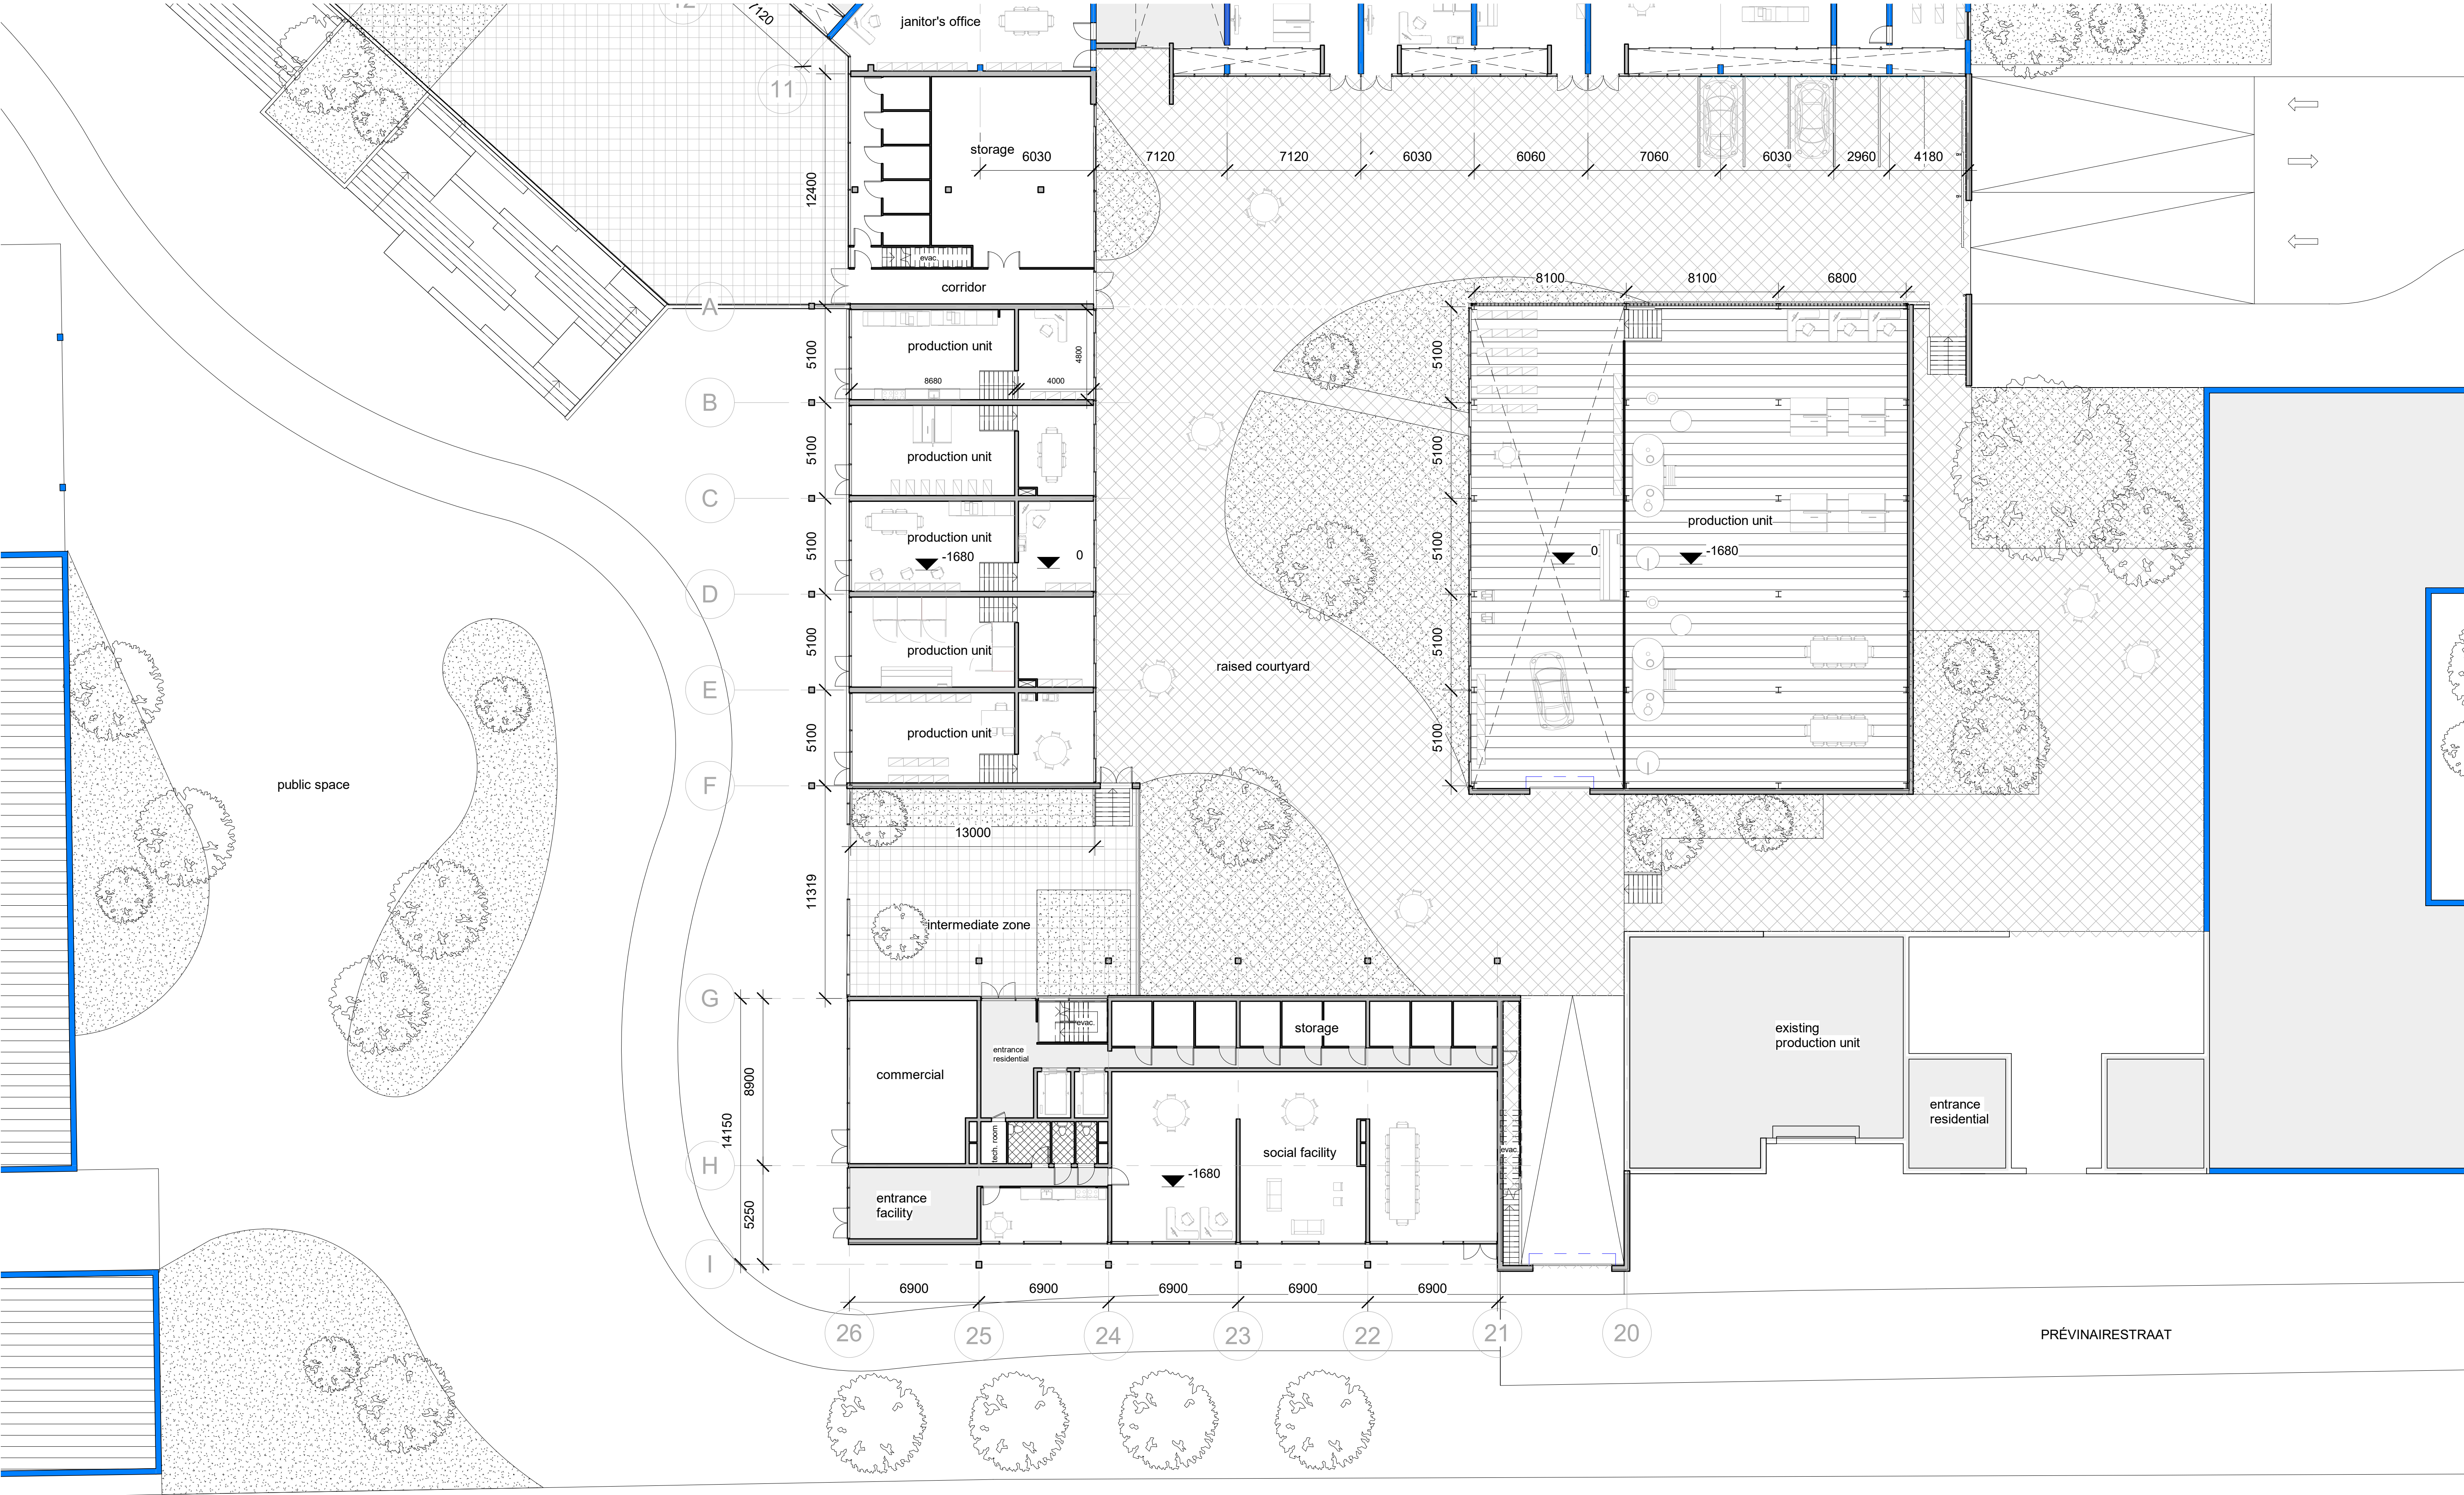 12
7120
janitor's office
11
storage
6030
7120
7120
6030
6060
7060
6030
2960
4180
12400
evac.
corridor
8100
8100
6800
A
production unit
5100
4800
8680
4000
5100
B
5100
production unit
5100
C
production unit
5100
-1680
0
5100
production unit
0
-1680
D
5100
production unit
raised courtyard
5100
E
5100
production unit
5100
public space
F
13000
11319
intermediate zone
G
evac.
storage
existing
production unit
entrance
residential
commercial
8900
14150
entrance
residential
tech. room
social facility
evac.
H
-1680
entrance
facility
5250
I
6900
6900
6900
6900
6900
26
25
24
23
22
21
20
PRÉVINAIRESTRAAT